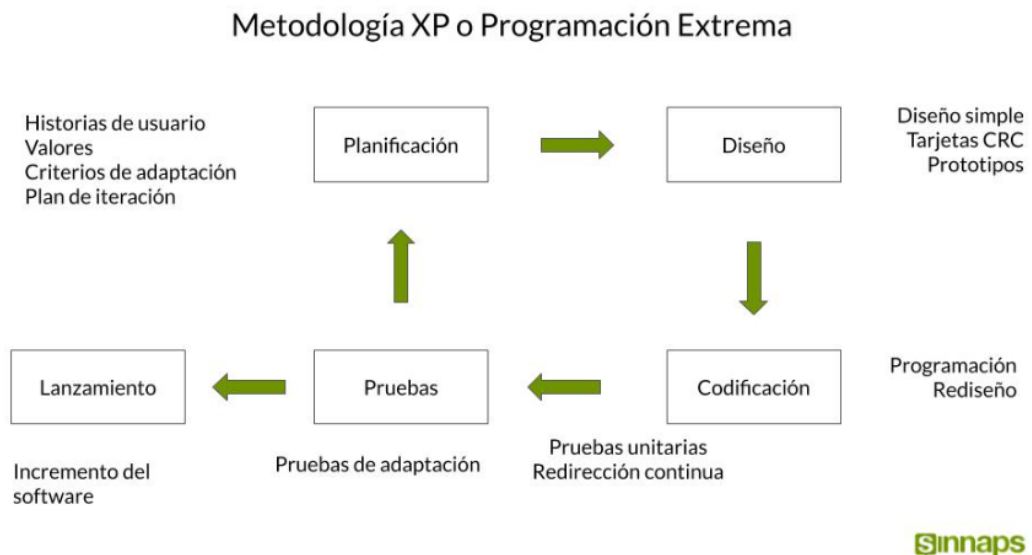 Metodología XP o Programación Extrema
Historias de usuario
Valores
Criterios de adaptación
Plan de iteración
Planificación
Diseño
Diseño simple
Tarjetas CRC
Prototipos
Lanzamiento
Pruebas
Codificación
Programación
Rediseño
Incremento del
software
Pruebas de adaptación
Pruebas unitarias
Redirección continua
sınnaps